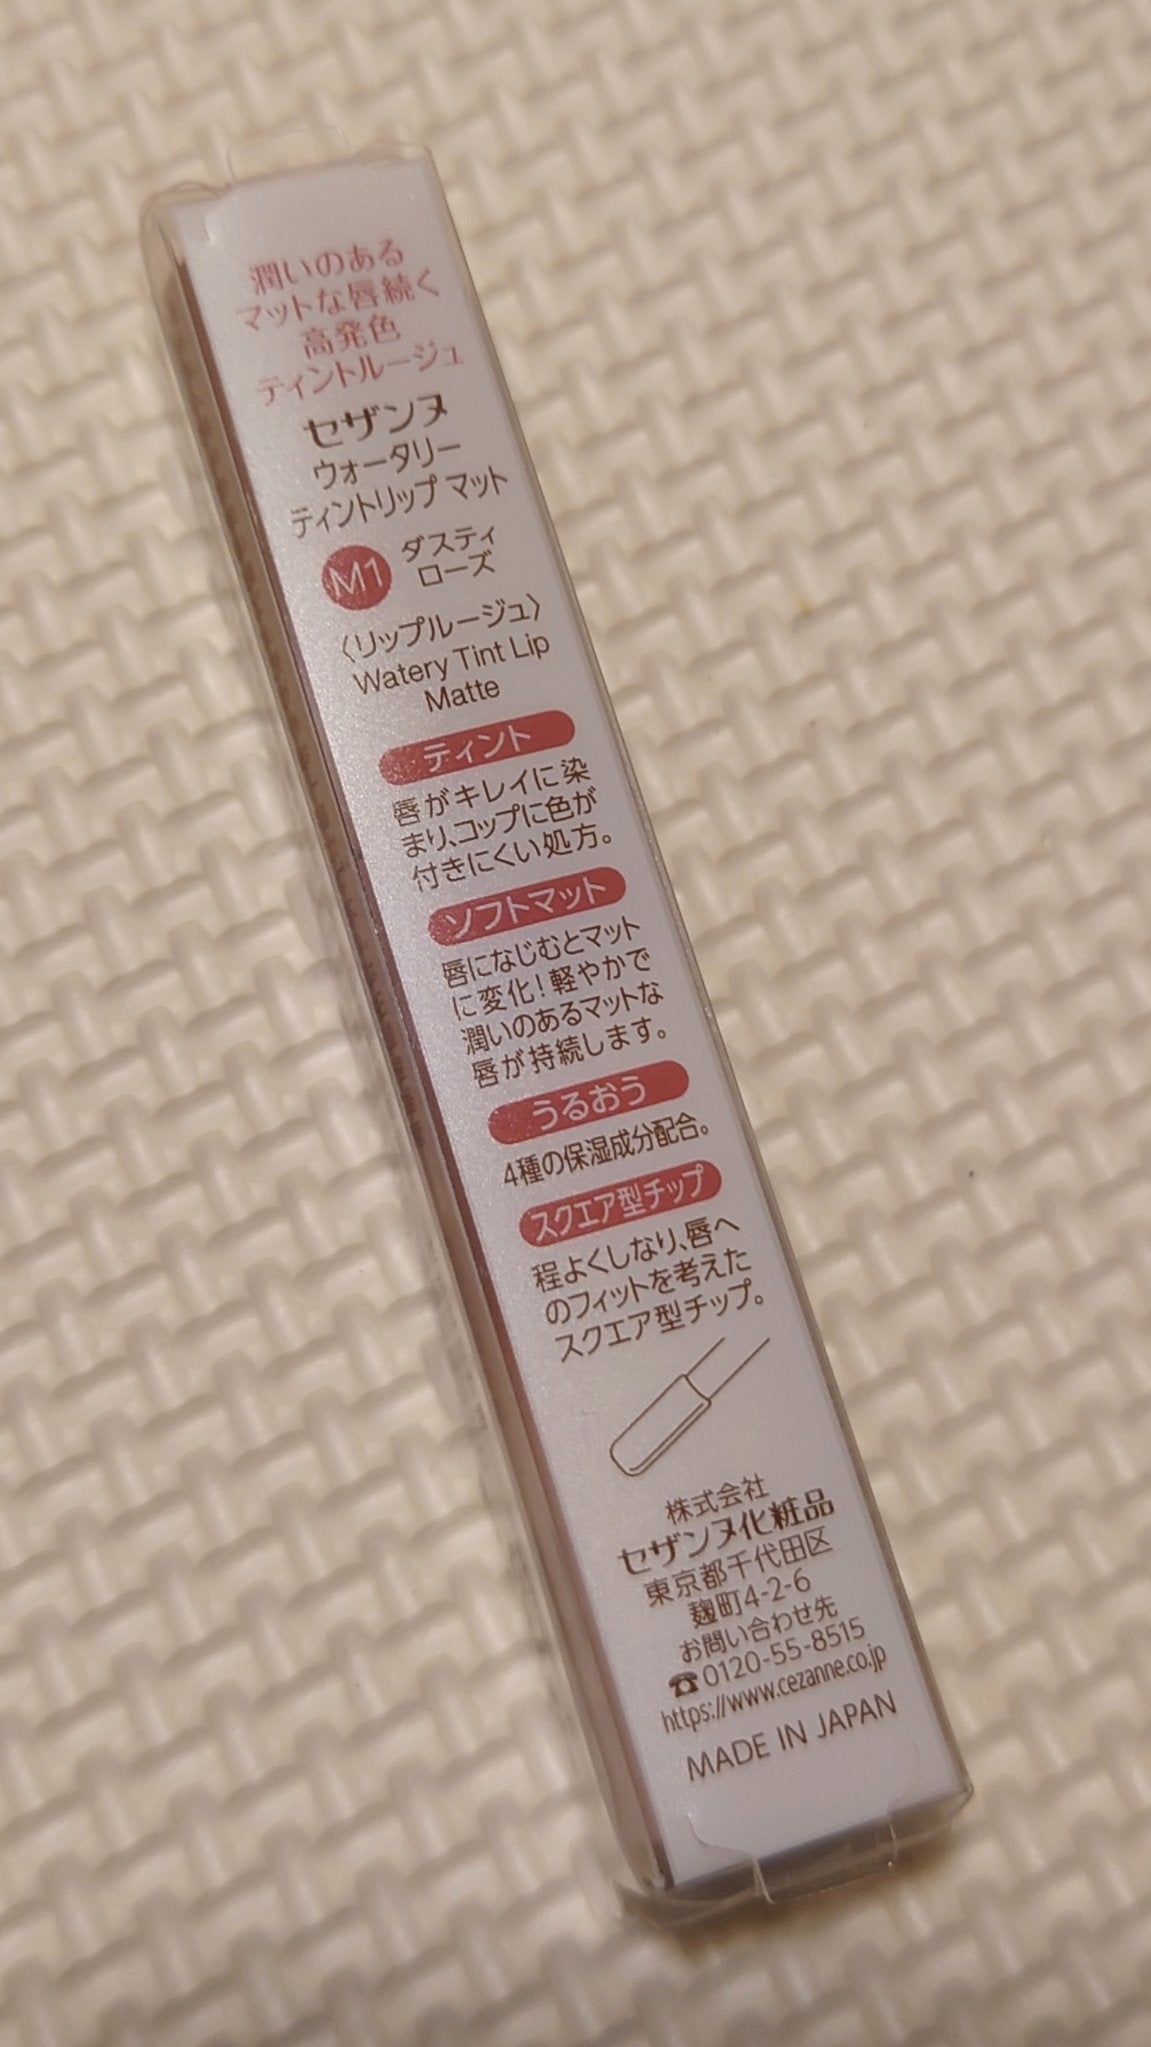 潤いのある
マットな唇続く
高発色
ティントルージュ
セザンヌ
ウォータリー
ティントリップ マット
M1 ダスティ
ローズ
〈リップルージュ〉
Watery Tint Lip
Matte
ティント
唇がキレイに染
まり、コップに色が
付きにくい処方。
ソフトマット
唇になじむとマット
に変化!軽やかで
潤いのあるマットな
唇が持続します。
うるおう
4種の保湿成分配合。
スクエア型チップ
程よくしなり、唇へ
のフィットを考えた
スクエア型チップ。
株式会社
セザンヌ化粧品
東京都千代田区
麹町4-2-6
お問い合わせ先
☎0120-55-8515
https://www.cezanne.co.jp
MADE IN JAPAN